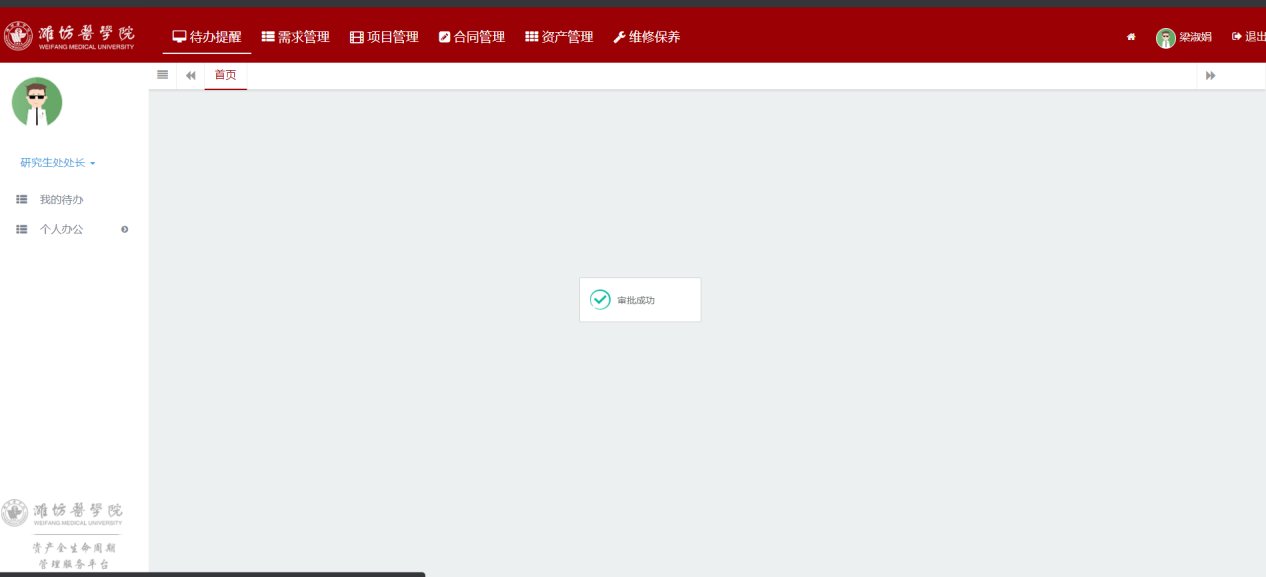 濰坊醫學院
WEIFANG MEDICAL UNIVERSITY
待办提醒 需求管理 项目管理 合同管理 资产管理 维修保养
梁淑娟 退出
首页
研究生处处长
我的待办
个人办公
审批成功
濰坊醫學院
WEIFANG MEDICAL UNIVERSITY
资产全生命周期
管理服务平台